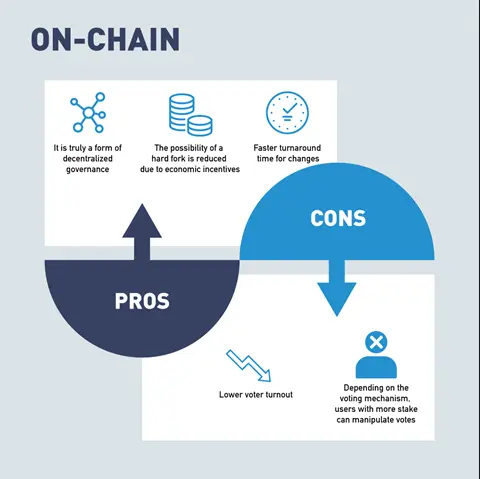 ON-CHAIN
It is truly a form of
decentralized
governance
The possibility of a
hard fork is reduced
due to economic incentives
Faster turnaround
time for changes
CONS
PROS
Lower voter turnout
Depending on the
voting mechanism,
users with more stake
can manipulate votes